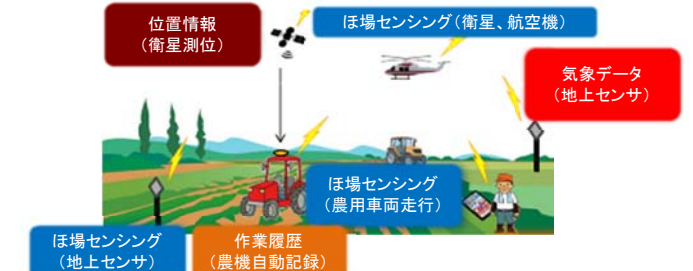 位置情報
(衛星測位)
ほ場センシング(衛星、航空機)
気象データ
(地上センサ)
ほ場センシング
(農用車両走行)
ほ場センシング
(地上センサ)
作業履歴
(農機自動記録)